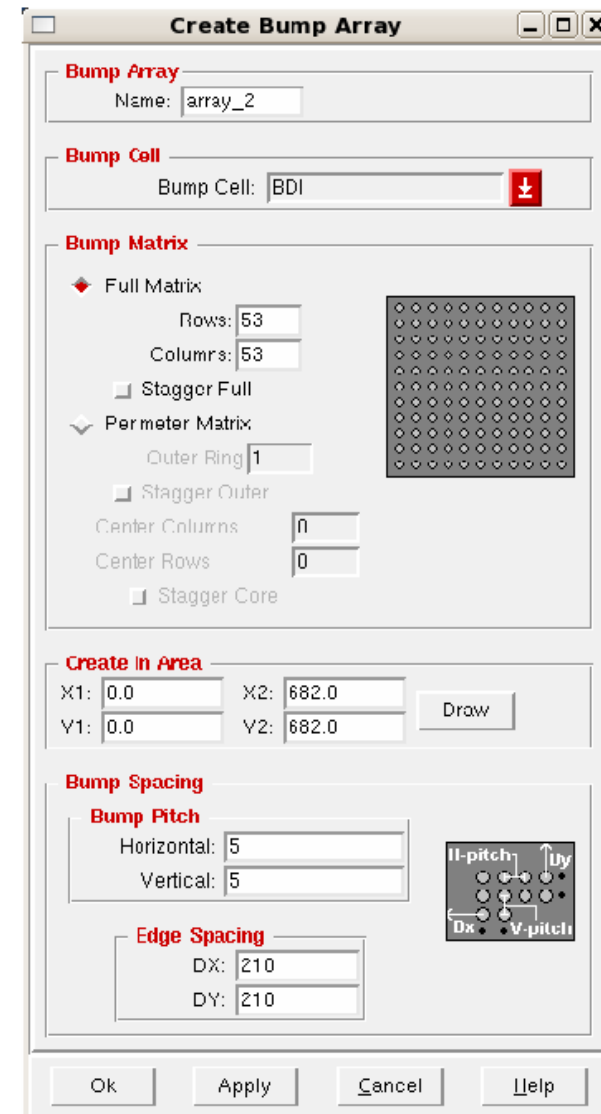 Create Bump Array
Bump Array
Name: array_2
Bump Cell
Bump Cell: BDI
Bump Matrix
Full Matrix
Rows: 53
Columns: 53
Stagger Full
Perimeter Matrix
Outer Ring 1
Stagger Outer
Center Columns 0
Center Rows 0
Stagger Core
Create In Area
X1: 0.0 X2: 682.0
Y1: 0.0 Y2: 682.0
Draw
Bump Spacing
Bump Pitch
Horizontal: 5
Vertical: 5
H-pitch Dy
Dx V-pitch
Edge Spacing
DX: 210
DY: 210
Ok Apply Cancel Help